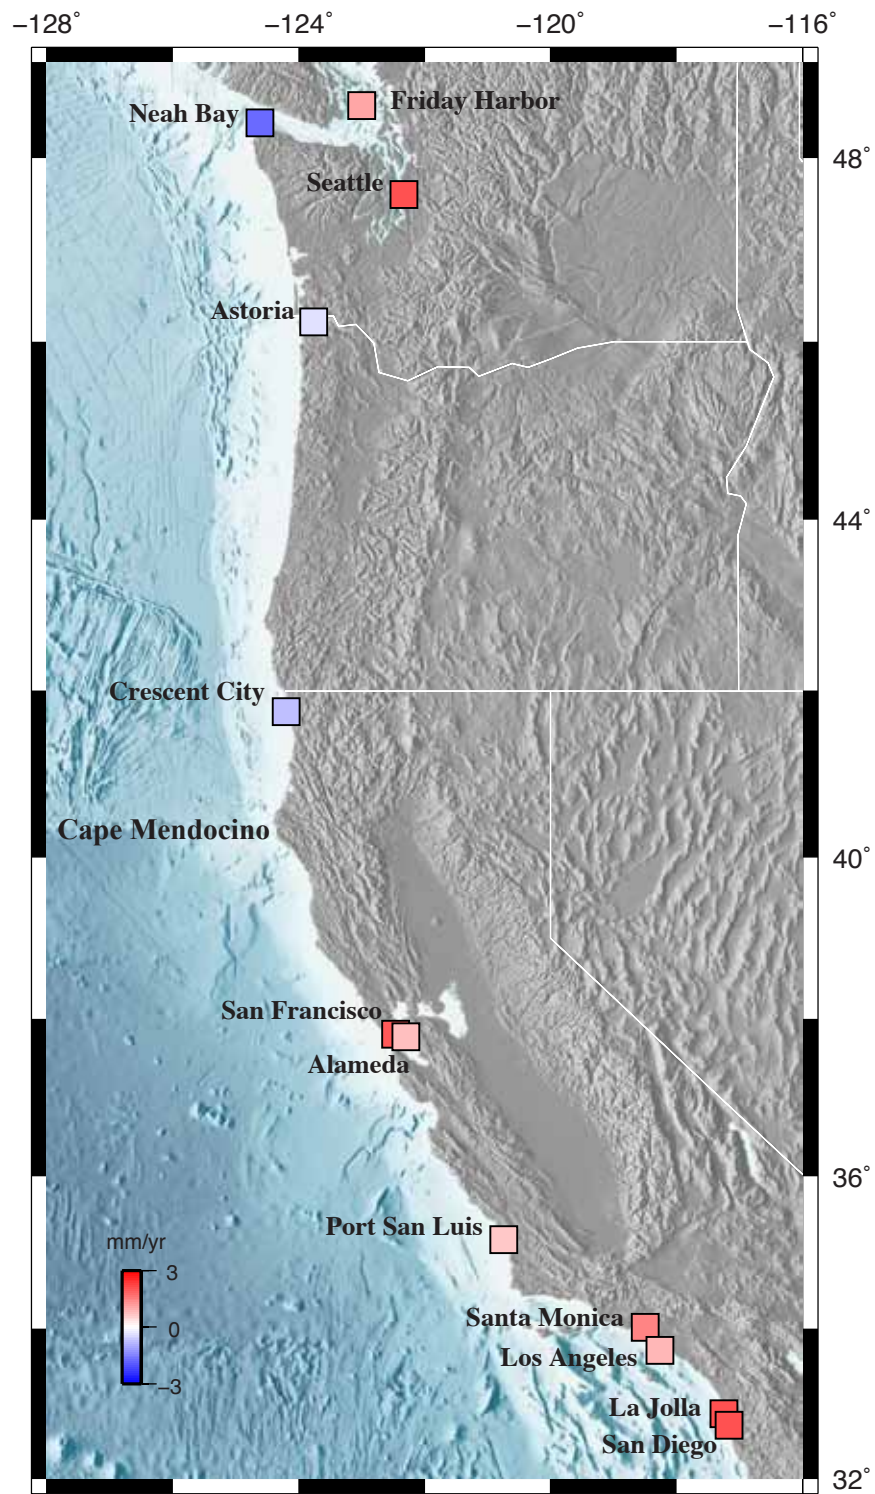 −128° −124° −120° −116°
Friday Harbor
Neah Bay
48°
Seattle
Astoria
44°
Crescent City
Cape Mendocino
40°
San Francisco
Alameda
36°
Port San Luis
mm/yr
3
0
−3
Santa Monica
Los Angeles
La Jolla
San Diego
32°